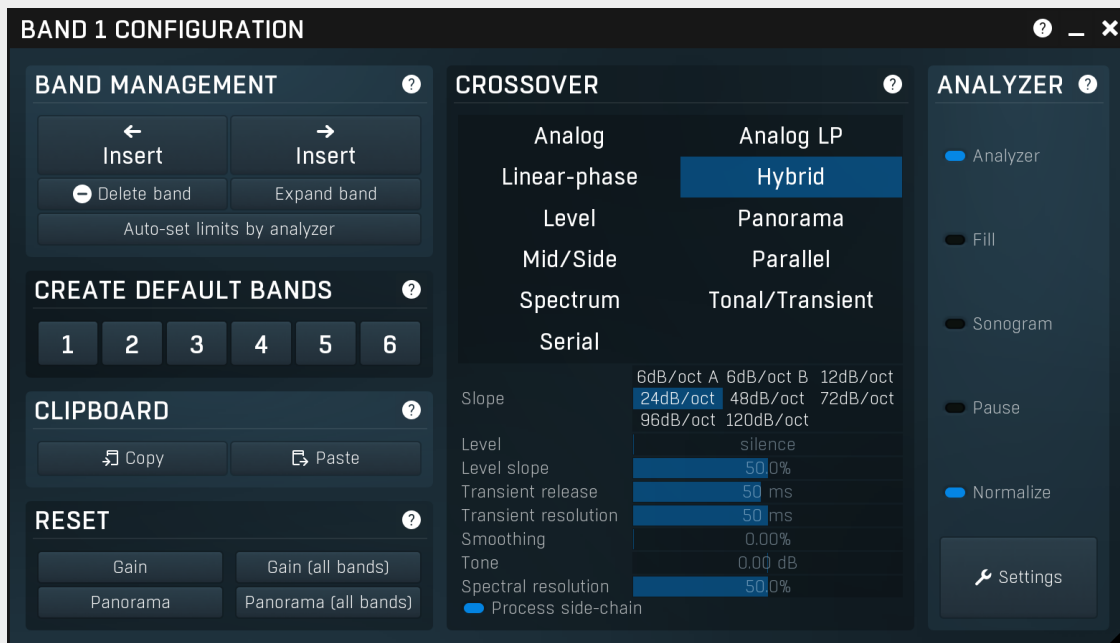 BAND 1 CONFIGURATION
BAND MANAGEMENT
Insert
Insert
Delete band
Expand band
Auto-set limits by analyzer
CREATE DEFAULT BANDS
1 2 3 4 5 6
CLIPBOARD
Copy
Paste
RESET
Gain
Gain (all bands)
Panorama
Panorama (all bands)
CROSSOVER
Analog
Analog LP
Linear-phase
Hybrid
Level
Panorama
Mid/Side
Parallel
Spectrum
Tonal/Transient
Serial
Slope
6dB/oct A 6dB/oct B 12dB/oct
24dB/oct 48dB/oct 72dB/oct
96dB/oct 120dB/oct
Level silence
Level slope 50.0%
Transient release 50 ms
Transient resolution 50 ms
Smoothing 0.00%
Tone 0.00 dB
Spectral resolution 50.0%
Process side-chain
ANALYZER
Analyzer
Fill
Sonogram
Pause
Normalize
Settings